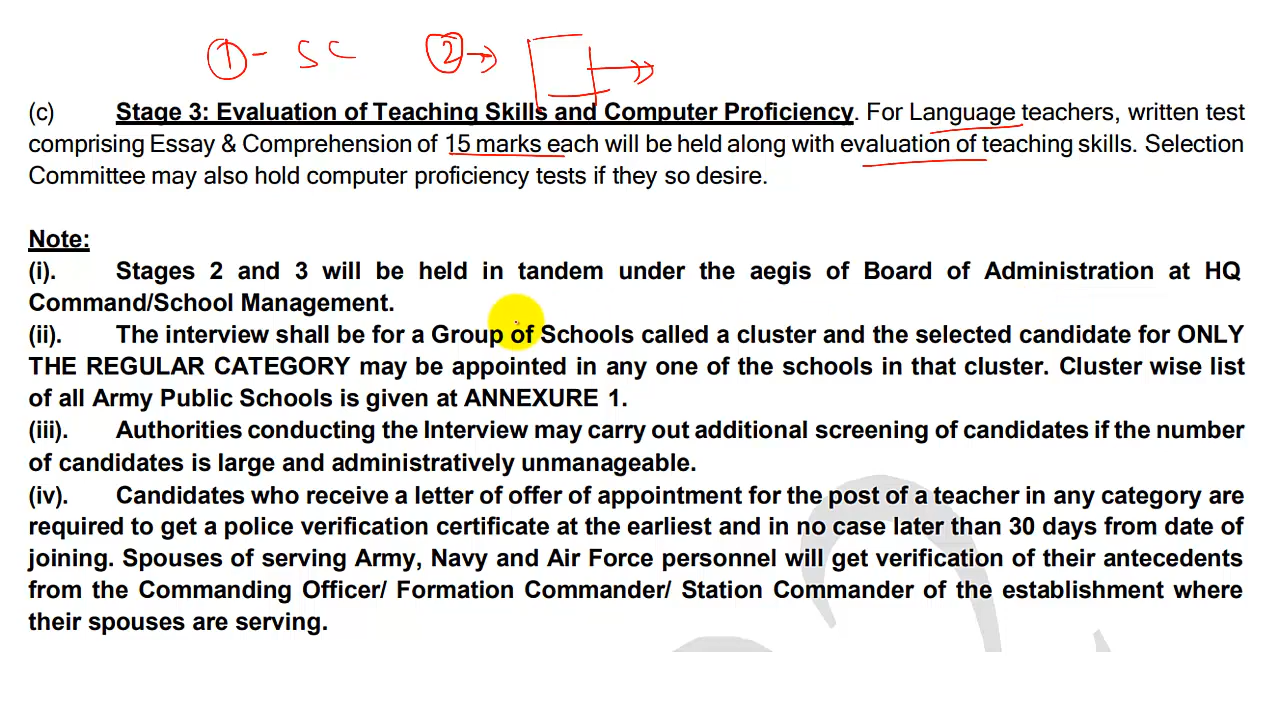 ① - SC ② →
(c) Stage 3: Evaluation of Teaching Skills and Computer Proficiency. For Language teachers, written test
comprising Essay & Comprehension of 15 marks each will be held along with evaluation of teaching skills. Selection
Committee may also hold computer proficiency tests if they so desire.
Note:
(i). Stages 2 and 3 will be held in tandem under the aegis of Board of Administration at HQ
Command/School Management.
(ii). The interview shall be for a Group of Schools called a cluster and the selected candidate for ONLY
THE REGULAR CATEGORY may be appointed in any one of the schools in that cluster. Cluster wise list
of all Army Public Schools is given at ANNEXURE 1.
(iii). Authorities conducting the Interview may carry out additional screening of candidates if the number
of candidates is large and administratively unmanageable.
(iv). Candidates who receive a letter of offer of appointment for the post of a teacher in any category are
required to get a police verification certificate at the earliest and in no case later than 30 days from date of
joining. Spouses of serving Army, Navy and Air Force personnel will get verification of their antecedents
from the Commanding Officer/ Formation Commander/ Station Commander of the establishment where
their spouses are serving.